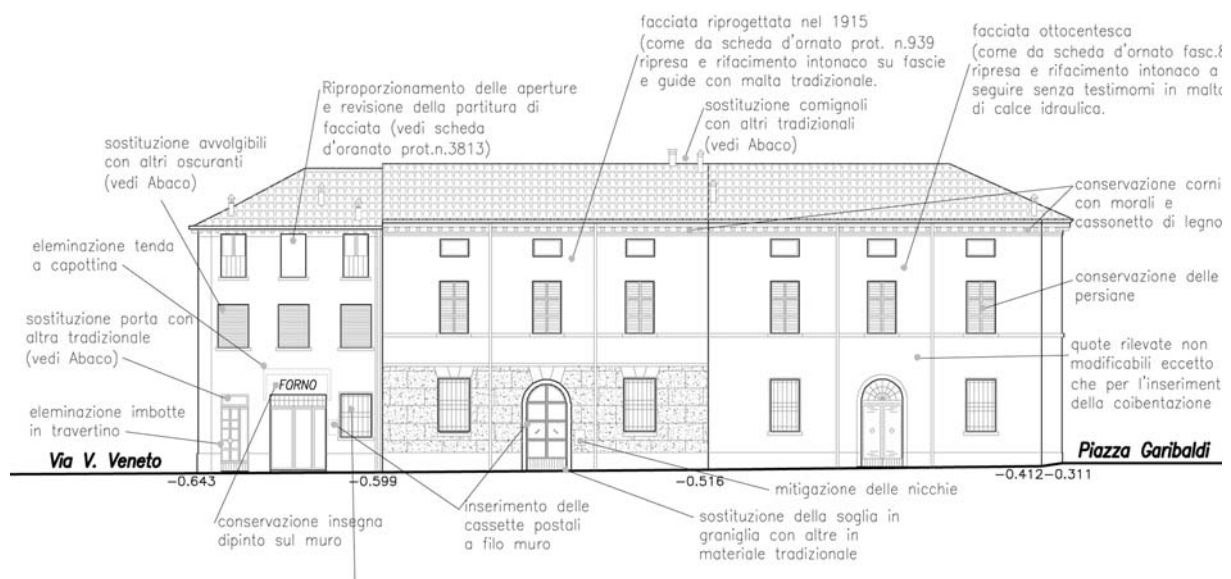 facciata riprogettata nel 1915
(come da scheda d'ornato prot. n.939
ripresa e rifacimento intonaco su fascie
e guide con malta tradizionale.
facciata ottocentesca
(come da scheda d'ornato fasc.8
ripresa e rifacimento intonaco a
seguire senza testimomi in malta
di calce idraulica.
Riproporzionamento delle aperture
e revisione della partitura di
facciata (vedi scheda
d'oranato prot.n.3813)
sostituzione comignoli
con altri tradizionali
(vedi Abaco)
sostituzione avvolgibili
con altri oscuranti
(vedi Abaco)
conservazione corni
con morali e
cassonetto di legno
eleminazione tenda
a capottina
conservazione delle
persiane
sostituzione porta con
altra tradizionale
(vedi Abaco)
quote rilevate non
modificabili eccetto
che per l'inseriment
della coibentazione
FORNO
eleminazione imbotte
in travertino
Via V. Veneto
Piazza Garibaldi
-0.643
-0.599
-0.516
-0.412
-0.311
mitigazione delle nicchie
inserimento delle
cassette postali
a filo muro
conservazione insegna
dipinto sul muro
sostituzione della soglia in
graniglia con altre in
materiale tradizionale